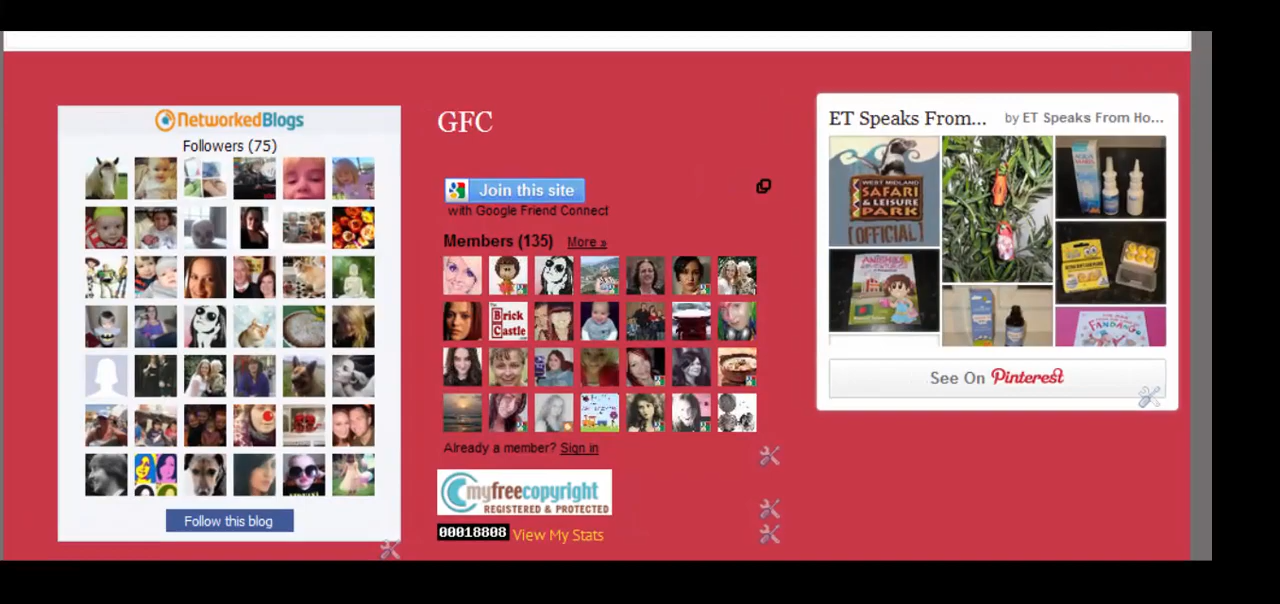 NetworkedBlogs
Followers (75)
Follow this blog
GFC
Join this site
with Google Friend Connect
Members (135) More »
Brick
Castle
Already a member? Sign in
myfreecopyright
REGISTERED & PROTECTED
00018808 View My Stats
ET Speaks From... by ET Speaks From Ho...
WEST MIDLAND
SAFARI
& LEISURE
PARK
[OFFICIAL]
FANDANGO
See On Pinterest